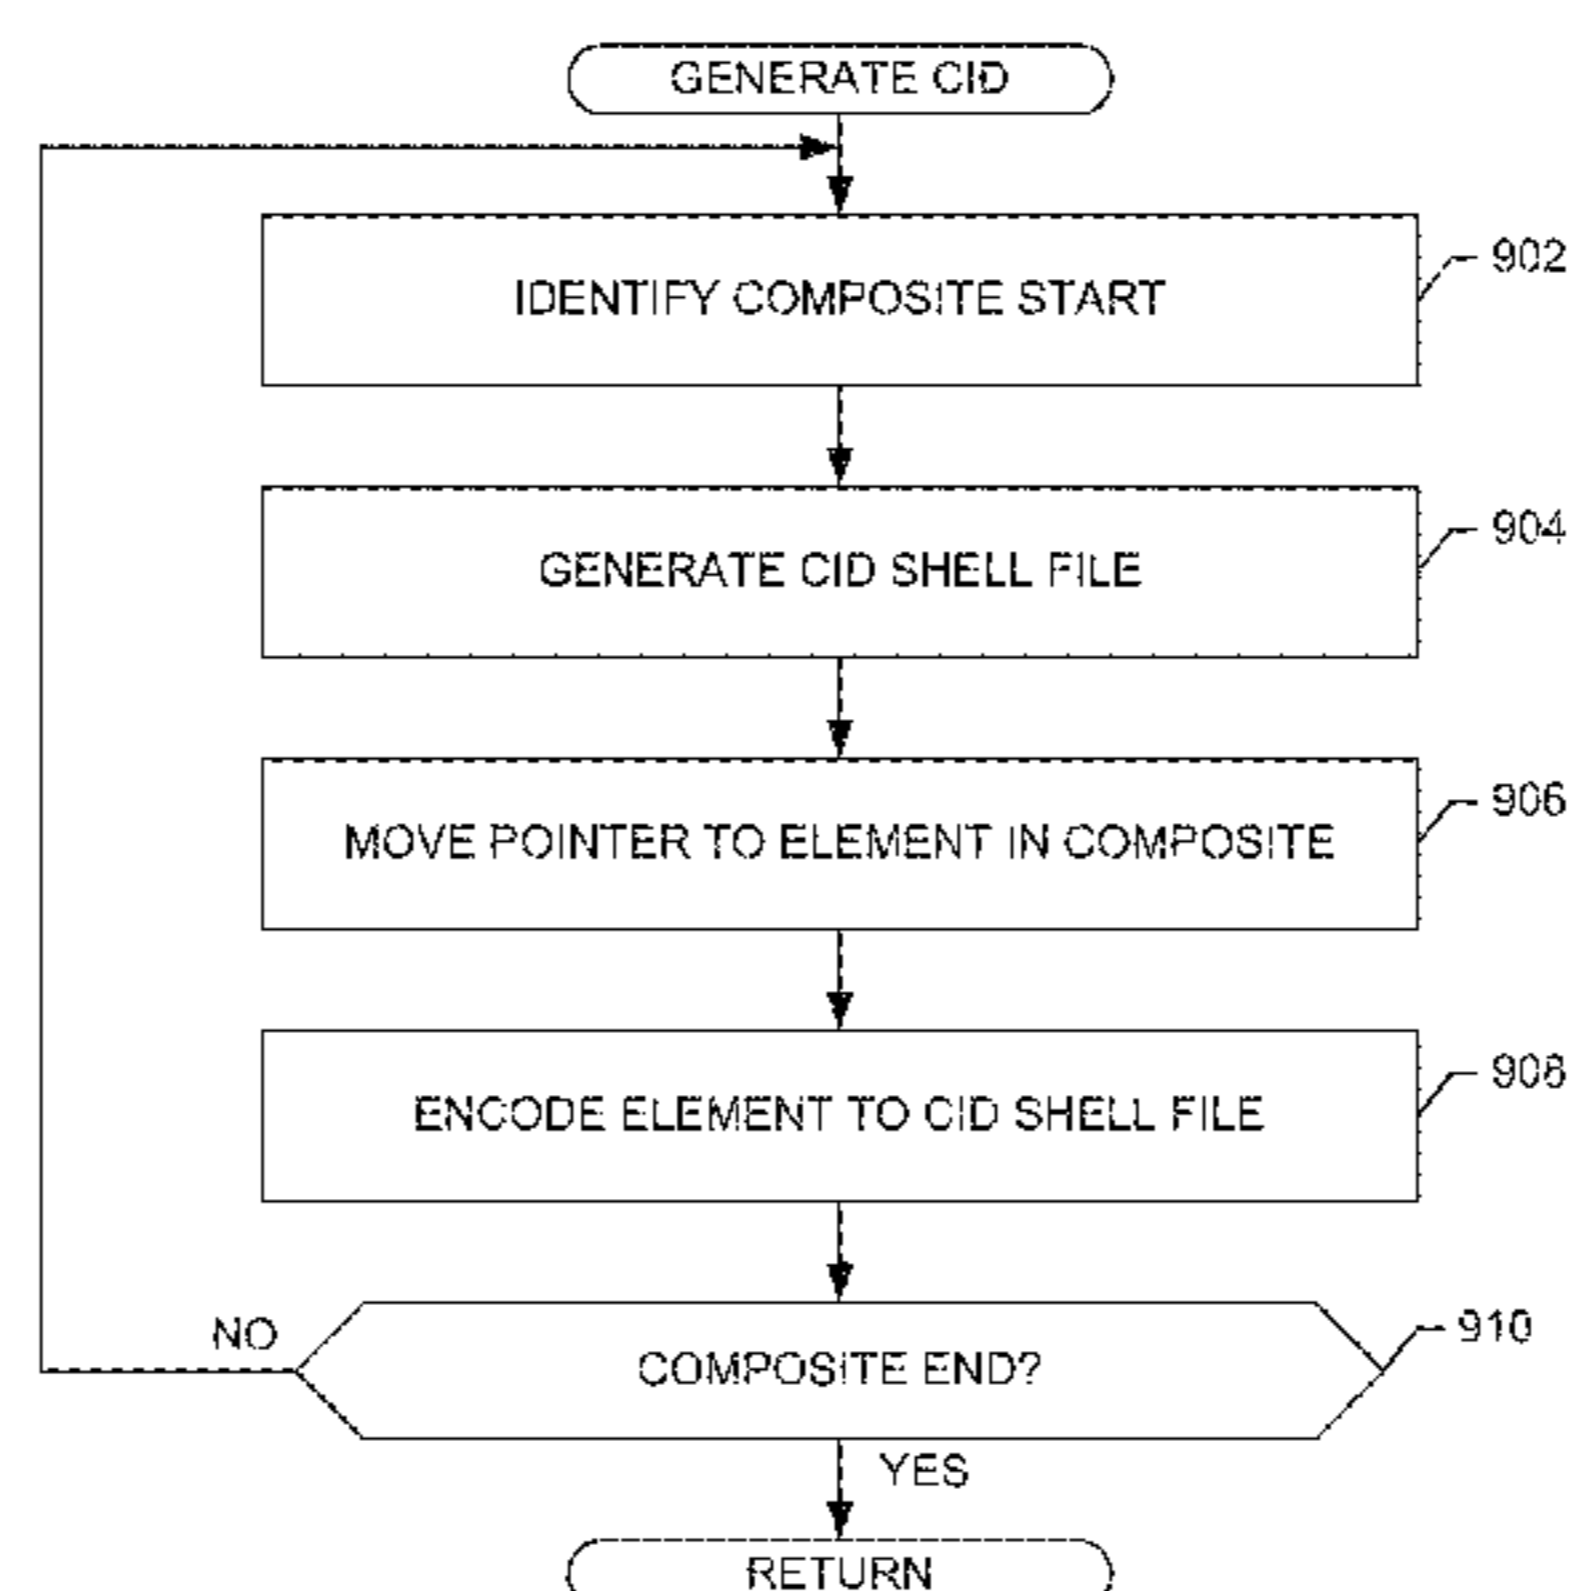 GENERATE CID
IDENTIFY COMPOSITE START
902
GENERATE CID SHELL FILE
904
MOVE POINTER TO ELEMENT IN COMPOSITE
906
ENCODE ELEMENT TO CID SHELL FILE
908
NO
COMPOSITE END?
910
YES
RETURN